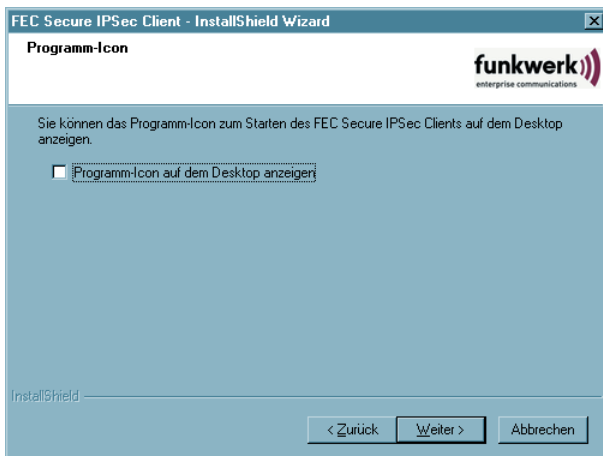 FEC Secure IPSec Client - InstallShield Wizard
Programm-Icon
funkwerk
enterprise communications
Sie können das Programm-Icon zum Starten des FEC Secure IPSec Clients auf dem Desktop
anzeigen.
Programm-Icon auf dem Desktop anzeigen
InstallShield
< Zurück
Weiter >
Abbrechen